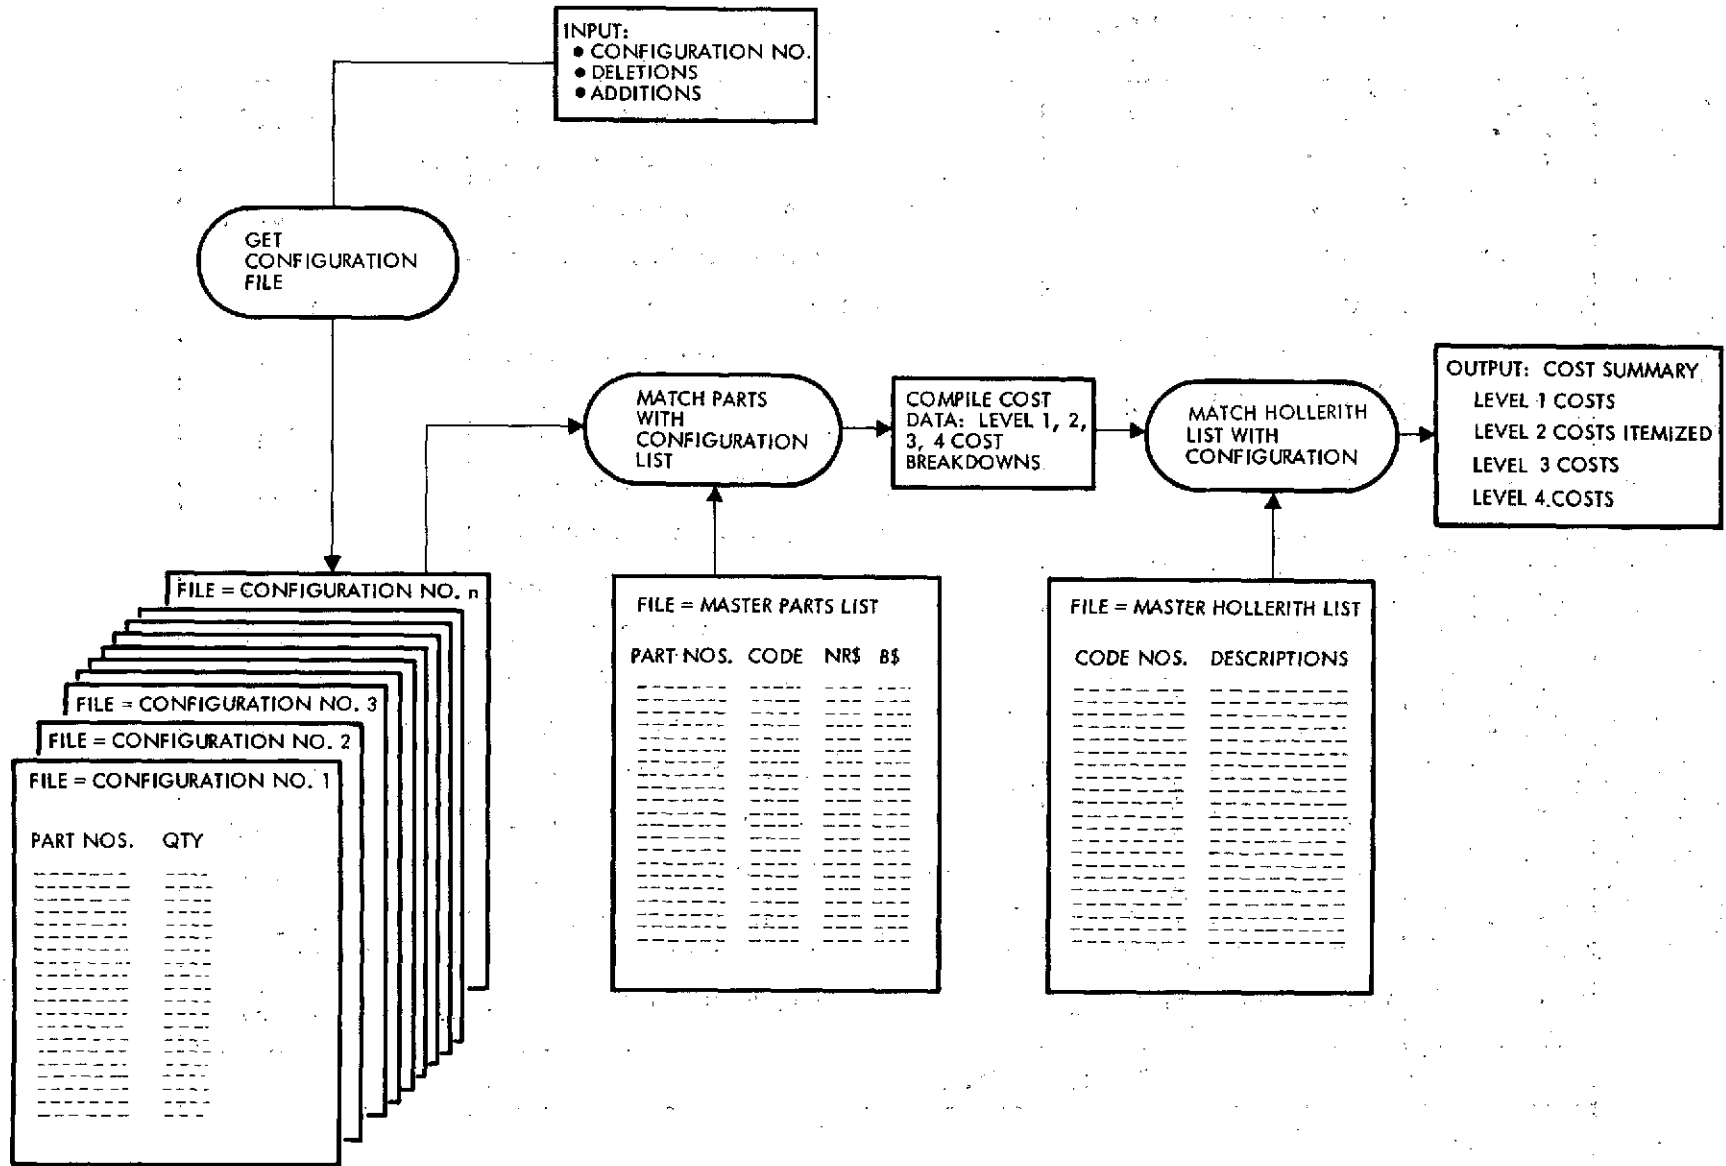 INPUT:
• CONFIGURATION NO.
• DELETIONS
• ADDITIONS
GET
CONFIGURATION
FILE
MATCH PARTS
WITH
CONFIGURATION
LIST
COMPILE COST
DATA: LEVEL 1, 2,
3, 4 COST
BREAKDOWNS
MATCH HOLLERITH
LIST WITH
CONFIGURATION
OUTPUT: COST SUMMARY
LEVEL 1 COSTS
LEVEL 2 COSTS ITEMIZED
LEVEL 3 COSTS
LEVEL 4 COSTS
FILE = CONFIGURATION NO. n
FILE = CONFIGURATION NO. 3
FILE = CONFIGURATION NO. 2
FILE = CONFIGURATION NO. 1
PART NOS. QTY
FILE = MASTER PARTS LIST
PART NOS. CODE NR$ B$
FILE = MASTER HOLLERITH LIST
CODE NOS. DESCRIPTIONS